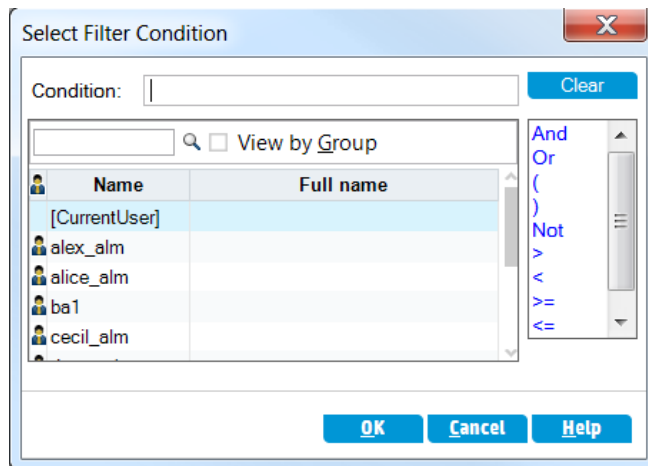 Select Filter Condition
X
Condition:
Clear
View by Group
Name Full name
[CurrentUser]
alex_alm
alice_alm
ba1
cecil_alm
And
Or
(
)
Not
>
<
>=
<=
OK Cancel Help